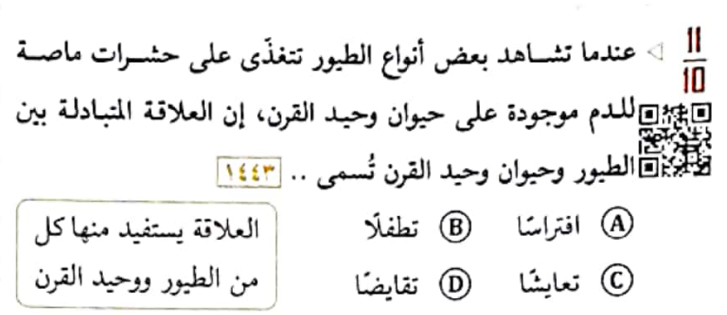 11
10
◁ عندما تشاهد بعض أنواع الطيور تتغذّى على حشرات ماصة
للدم موجودة على حيوان وحيد القرن، إن العلاقة المتبادلة بين
الطيور وحيوان وحيد القرن تُسمى .. ١٤٤٣
A افتراسًا B تطفلًا
C تعايشًا D تقايضًا
العلاقة يستفيد منها كل
من الطيور ووحيد القرن